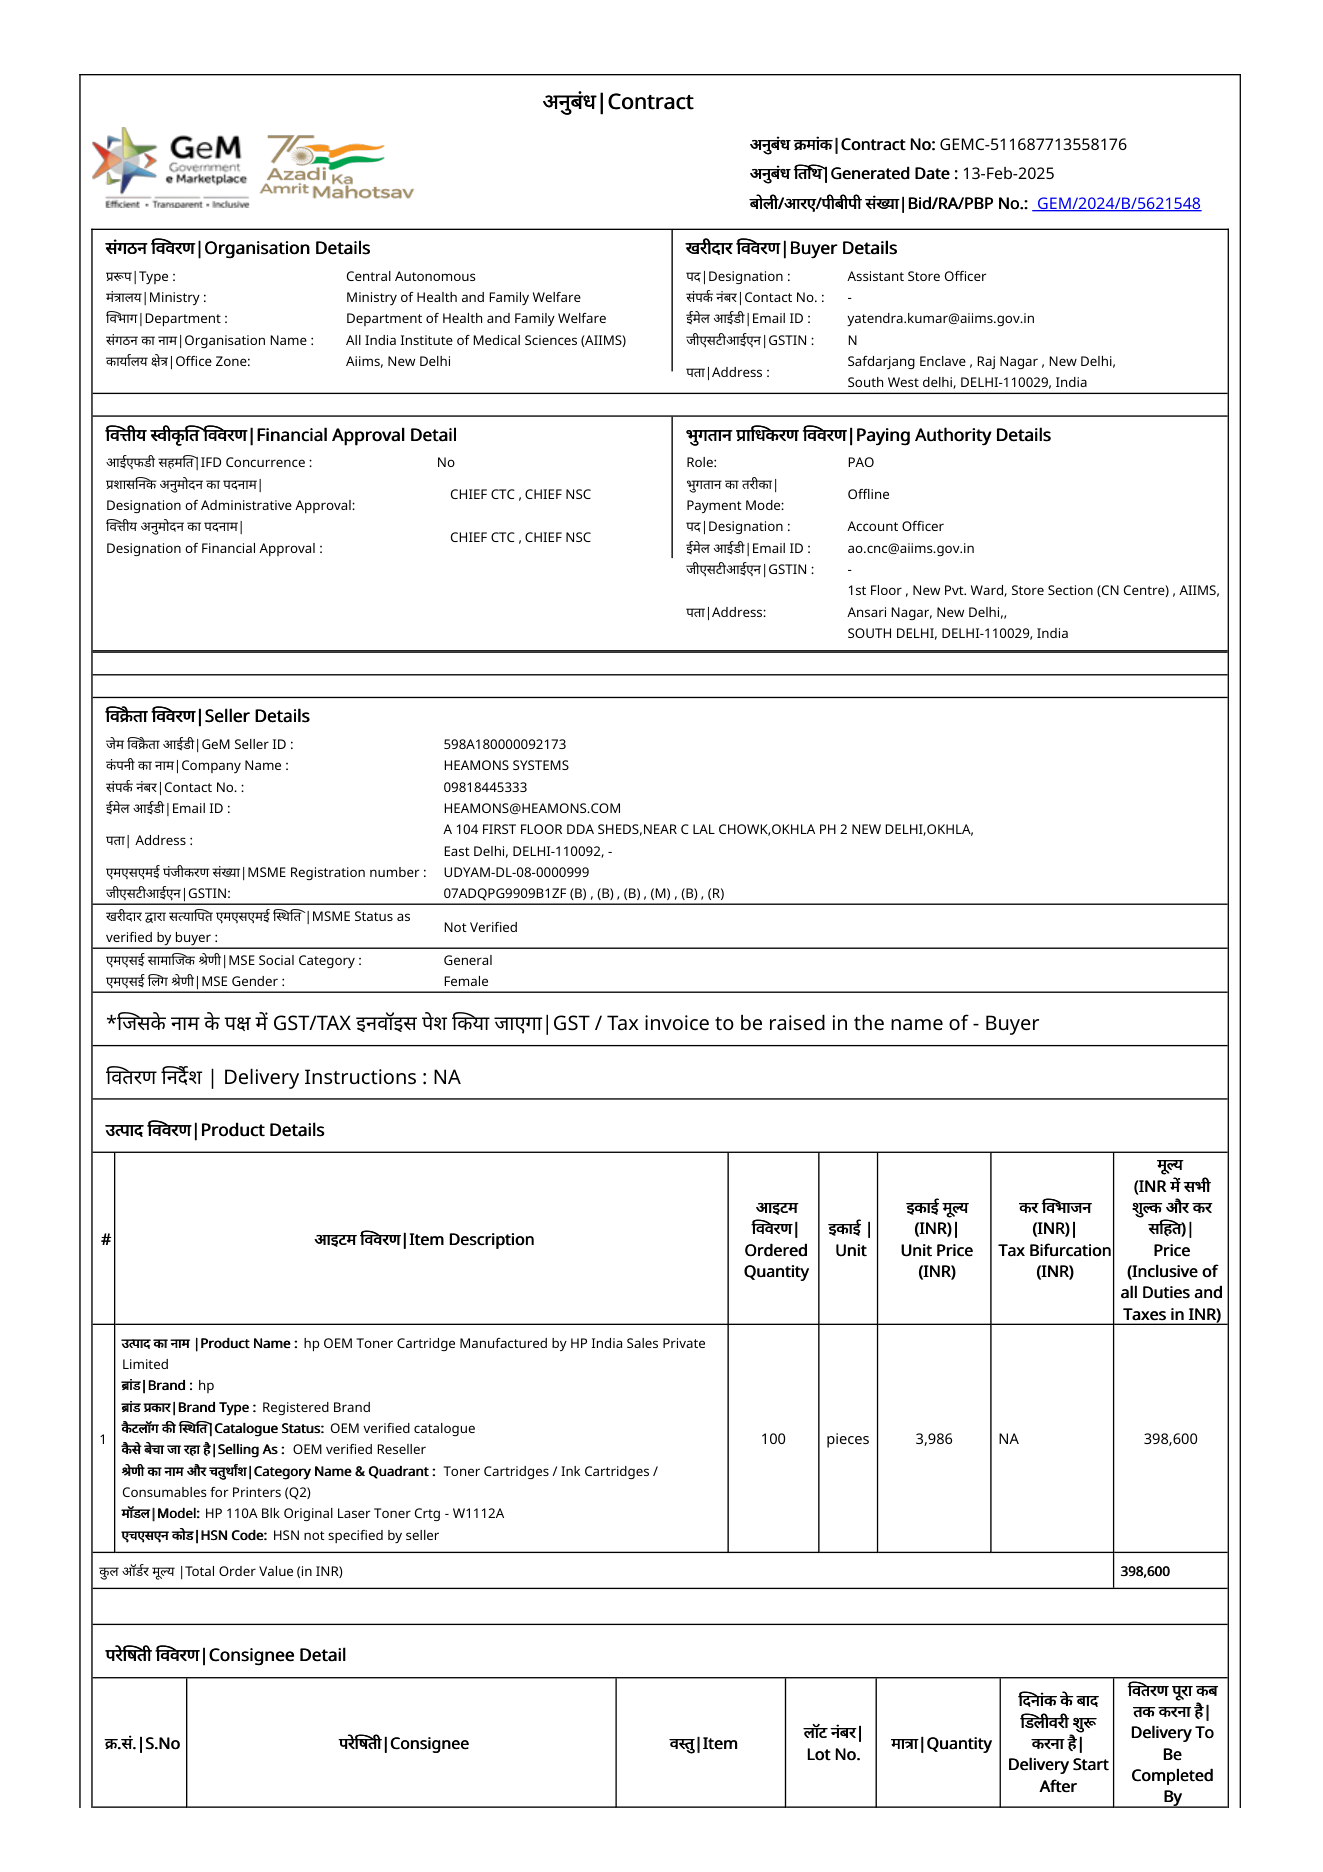 अनुबंध|Contract
GeM
Government
e Marketplace
Efficient • Transparent • Inclusive
75
Azadi Ka
Amrit Mahotsav
अनुबंध क्रमांक|Contract No: GEMC-511687713558176
अनुबंध तिथि|Generated Date : 13-Feb-2025
बोली/आरए/पीबीपी संख्या|Bid/RA/PBP No.: GEM/2024/B/5621548
संगठन विवरण|Organisation Details
प्ररूप|Type : Central Autonomous
मंत्रालय|Ministry : Ministry of Health and Family Welfare
विभाग|Department : Department of Health and Family Welfare
संगठन का नाम|Organisation Name : All India Institute of Medical Sciences (AIIMS)
कार्यालय क्षेत्र|Office Zone: Aiims, New Delhi
खरीदार विवरण|Buyer Details
पद|Designation : Assistant Store Officer
संपर्क नंबर|Contact No. : -
ईमेल आईडी|Email ID : yatendra.kumar@aiims.gov.in
जीएसटीआईएन|GSTIN : N
पता|Address : Safdarjang Enclave , Raj Nagar , New Delhi,
South West delhi, DELHI-110029, India
वित्तीय स्वीकृति विवरण|Financial Approval Detail
आईएफडी सहमति|IFD Concurrence : No
प्रशासनिक अनुमोदन का पदनाम|
Designation of Administrative Approval: CHIEF CTC , CHIEF NSC
वित्तीय अनुमोदन का पदनाम|
Designation of Financial Approval : CHIEF CTC , CHIEF NSC
भुगतान प्राधिकरण विवरण|Paying Authority Details
Role: PAO
भुगतान का तरीका|
Payment Mode: Offline
पद|Designation : Account Officer
ईमेल आईडी|Email ID : ao.cnc@aiims.gov.in
जीएसटीआईएन|GSTIN : -
पता|Address: 1st Floor , New Pvt. Ward, Store Section (CN Centre) , AIIMS,
Ansari Nagar, New Delhi,,
SOUTH DELHI, DELHI-110029, India
विक्रेता विवरण|Seller Details
जेम विक्रेता आईडी|GeM Seller ID : 598A180000092173
कंपनी का नाम|Company Name : HEAMONS SYSTEMS
संपर्क नंबर|Contact No. : 09818445333
ईमेल आईडी|Email ID : HEAMONS@HEAMONS.COM
पता| Address : A 104 FIRST FLOOR DDA SHEDS,NEAR C LAL CHOWK,OKHLA PH 2 NEW DELHI,OKHLA,
East Delhi, DELHI-110092, -
एमएसएमई पंजीकरण संख्या|MSME Registration number : UDYAM-DL-08-0000999
जीएसटीआईएन|GSTIN: 07ADQPG9909B1ZF (B) , (B) , (B) , (M) , (B) , (R)
खरीदार द्वारा सत्यापित एमएसएमई स्थिति |MSME Status as
verified by buyer : Not Verified
एमएसई सामाजिक श्रेणी|MSE Social Category : General
एमएसई लिंग श्रेणी|MSE Gender : Female
*जिसके नाम के पक्ष में GST/TAX इनवॉइस पेश किया जाएगा|GST / Tax invoice to be raised in the name of - Buyer
वितरण निर्देश | Delivery Instructions : NA
उत्पाद विवरण|Product Details
#
आइटम विवरण|Item Description
आइटम
विवरण|
Ordered
Quantity
इकाई |
Unit
इकाई मूल्य
(INR)|
Unit Price
(INR)
कर विभाजन
(INR)|
Tax Bifurcation
(INR)
मूल्य
(INR में सभी
शुल्क और कर
सहित)|
Price
(Inclusive of
all Duties and
Taxes in INR)
1
उत्पाद का नाम |Product Name : hp OEM Toner Cartridge Manufactured by HP India Sales Private
Limited
ब्रांड|Brand : hp
ब्रांड प्रकार|Brand Type : Registered Brand
कैटलॉग की स्थिति|Catalogue Status: OEM verified catalogue
कैसे बेचा जा रहा है|Selling As : OEM verified Reseller
श्रेणी का नाम और चतुर्थांश|Category Name & Quadrant : Toner Cartridges / Ink Cartridges /
Consumables for Printers (Q2)
मॉडल|Model: HP 110A Blk Original Laser Toner Crtg - W1112A
एचएसएन कोड|HSN Code: HSN not specified by seller
100
pieces
3,986
NA
398,600
कुल ऑर्डर मूल्य |Total Order Value (in INR) 398,600
परेषिती विवरण|Consignee Detail
क्र.सं.|S.No
परेषिती|Consignee
वस्तु|Item
लॉट नंबर|
Lot No.
मात्रा|Quantity
दिनांक के बाद
डिलीवरी शुरू
करना है|
Delivery Start
After
वितरण पूरा कब
तक करना है|
Delivery To
Be
Completed
By